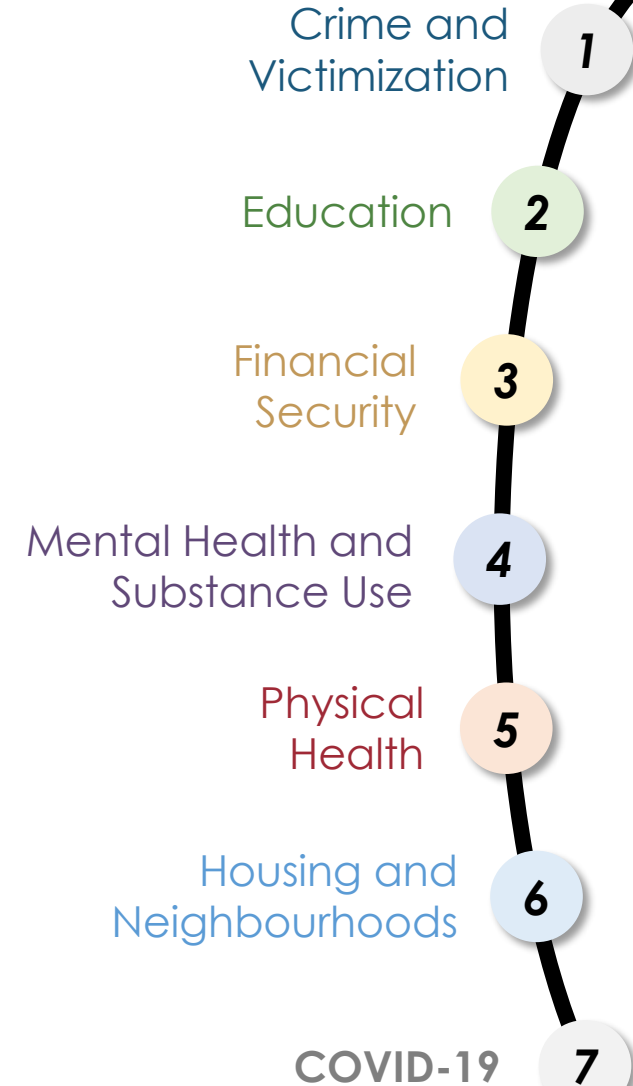 Crime and
Victimization
1
Education
2
Financial
Security
3
Mental Health and
Substance Use
4
Physical
Health
5
Housing and
Neighbourhoods
6
COVID-19
7